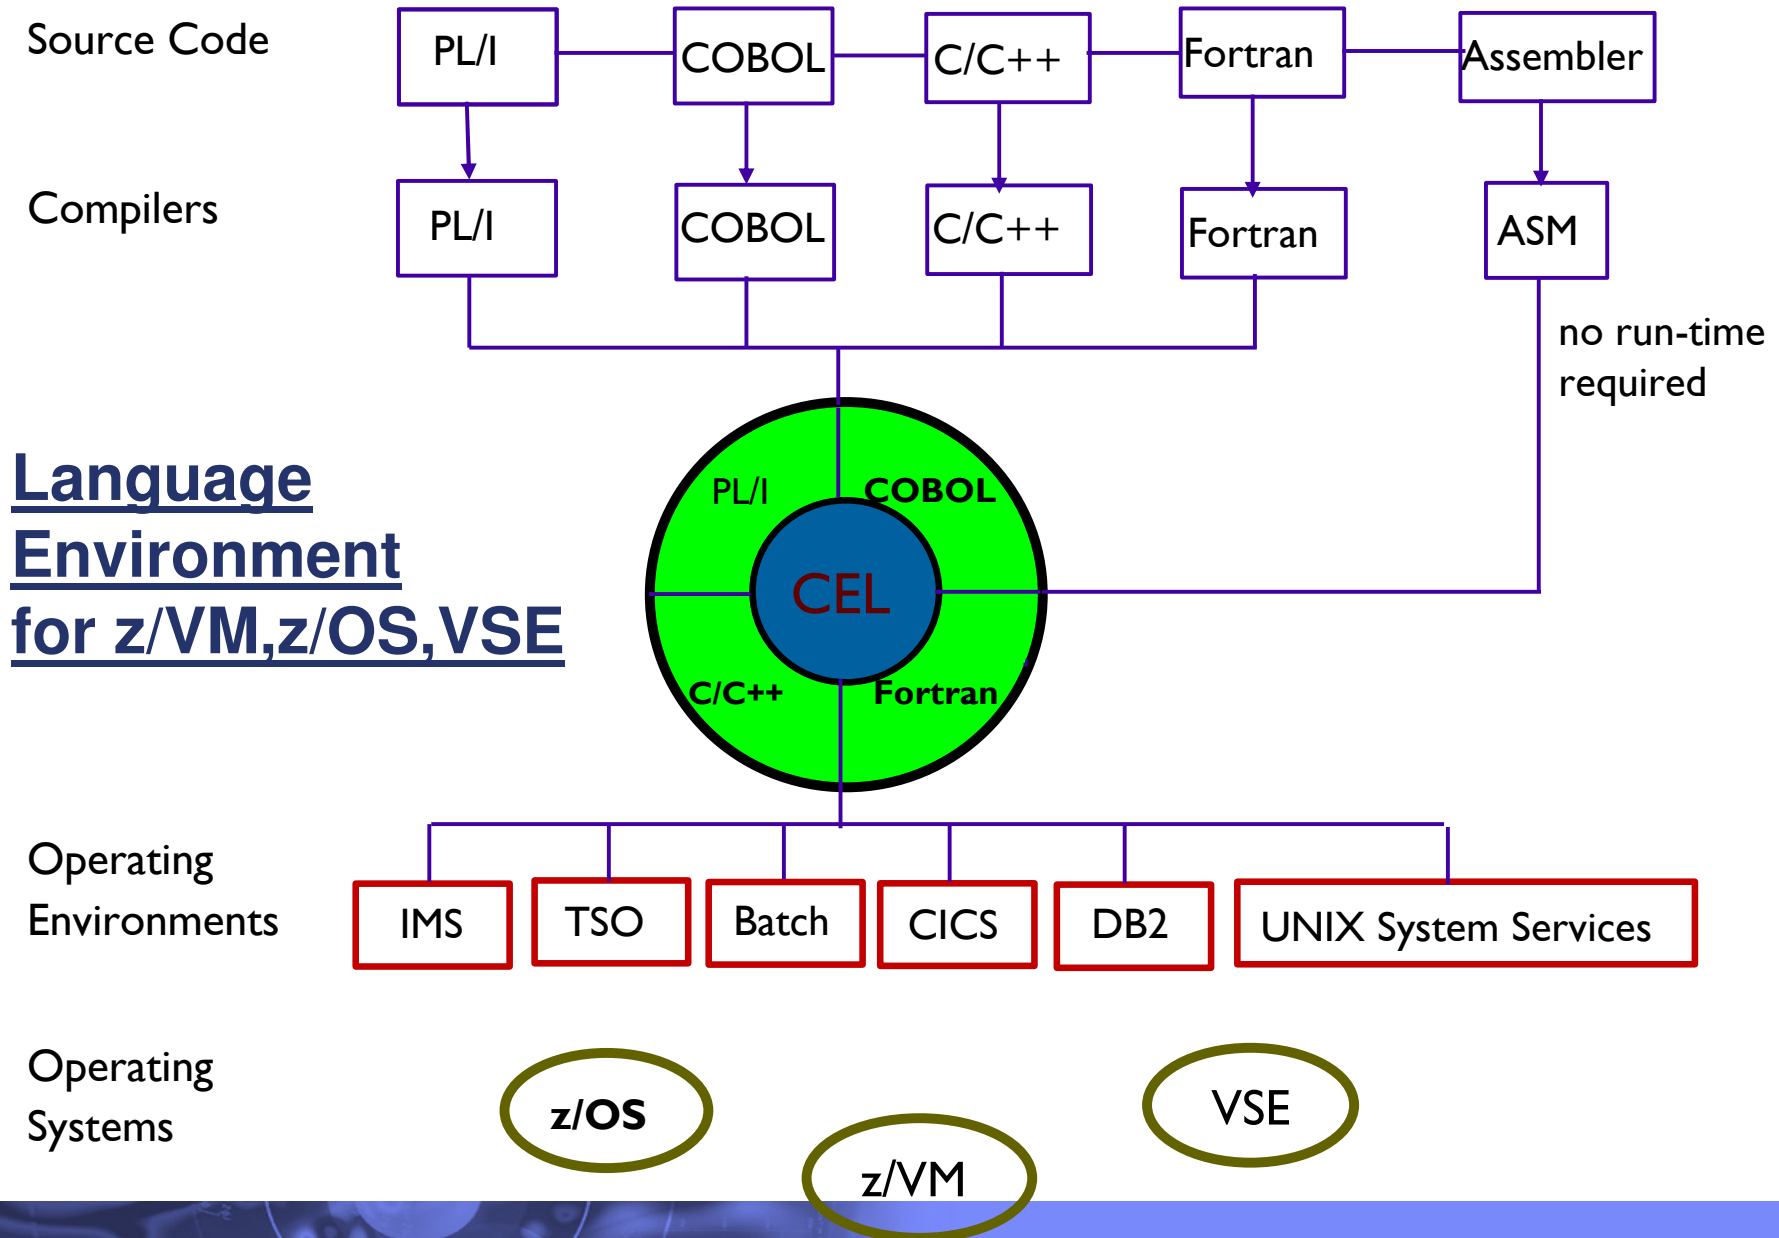 Source Code
PL/I
COBOL
C/C++
Fortran
Assembler
Compilers
PL/I
COBOL
C/C++
Fortran
ASM
no run-time
required
Language
Environment
for z/VM,z/OS,VSE
PL/I
COBOL
CEL
C/C++
Fortran
Operating
Environments
IMS
TSO
Batch
CICS
DB2
UNIX System Services
Operating
Systems
z/OS
z/VM
VSE